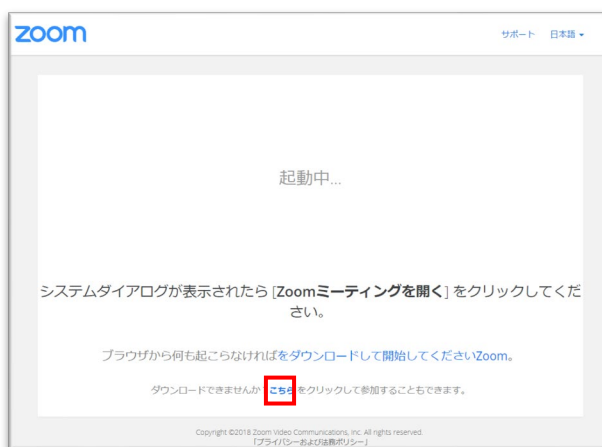 zoom
サポート 日本語
起動中...
システムダイアログが表示されたら [Zoomミーティングを開く] をクリックしてくだ
さい。
ブラウザから何も起こらなければをダウンロードして開始してくださいZoom。
ダウンロードできませんか こちらをクリックして参加することもできます。
Copyright ©2018 Zoom Video Communications, Inc. All rights reserved.
「プライバシーおよび法務ポリシー」